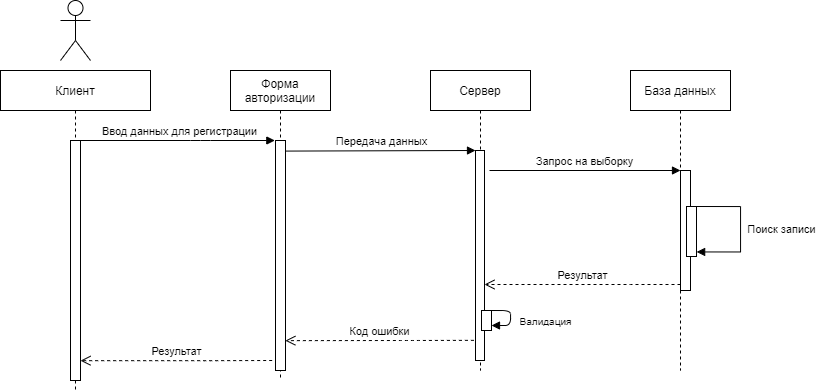 Клиент
Форма
авторизации
Сервер
База данных
Ввод данных для регистрации
Передача данных
Запрос на выборку
Поиск записи
Результат
Валидация
Код ошибки
Результат